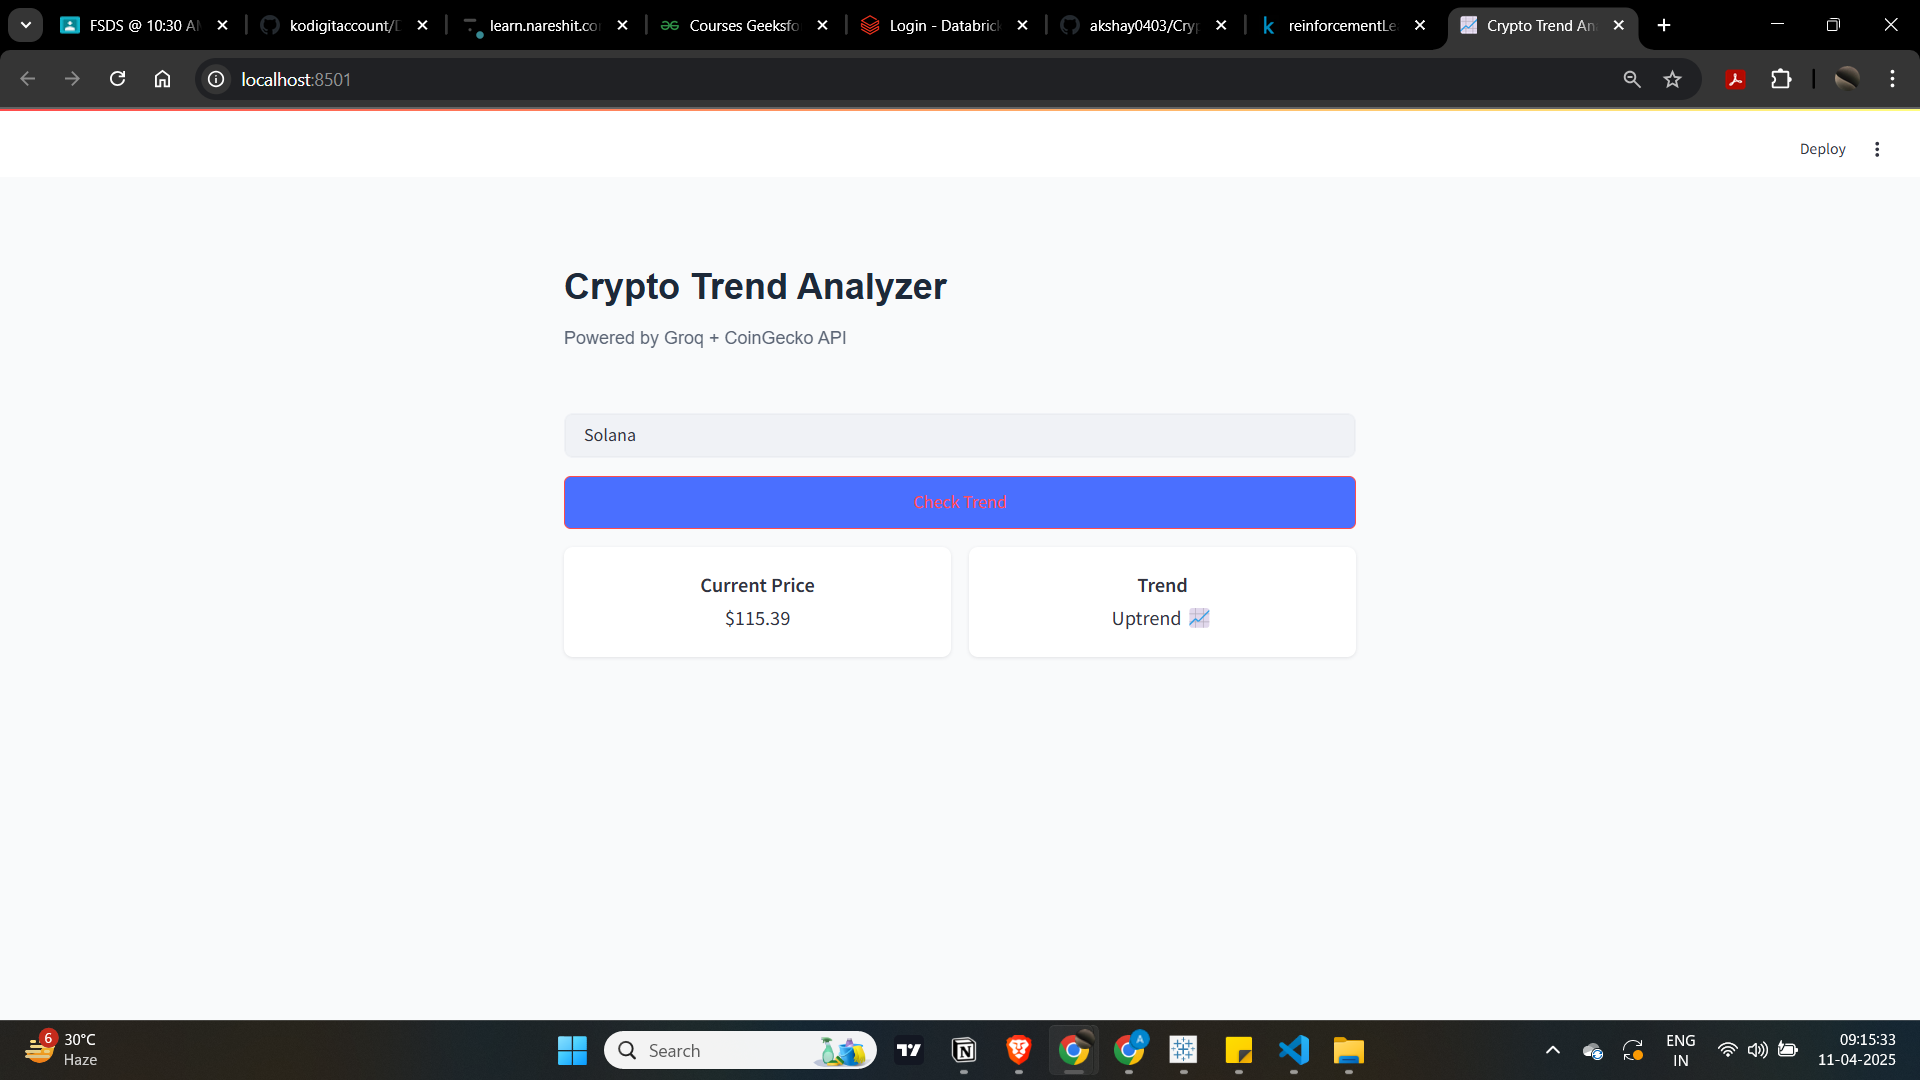 FSDS @ 10:30 A
kodigitaccount/
learn.nareshit.co
Courses Geeksfo
Login - Databric
akshay0403/Cryp
reinforcementLe
Crypto Trend An
localhost:8501
Deploy
Crypto Trend Analyzer
Powered by Groq + CoinGecko API
Solana
Check Trend
Current Price
$115.39
Trend
Uptrend
6
30°C
Haze
Search
A
ENG
IN
09:15:33
11-04-2025